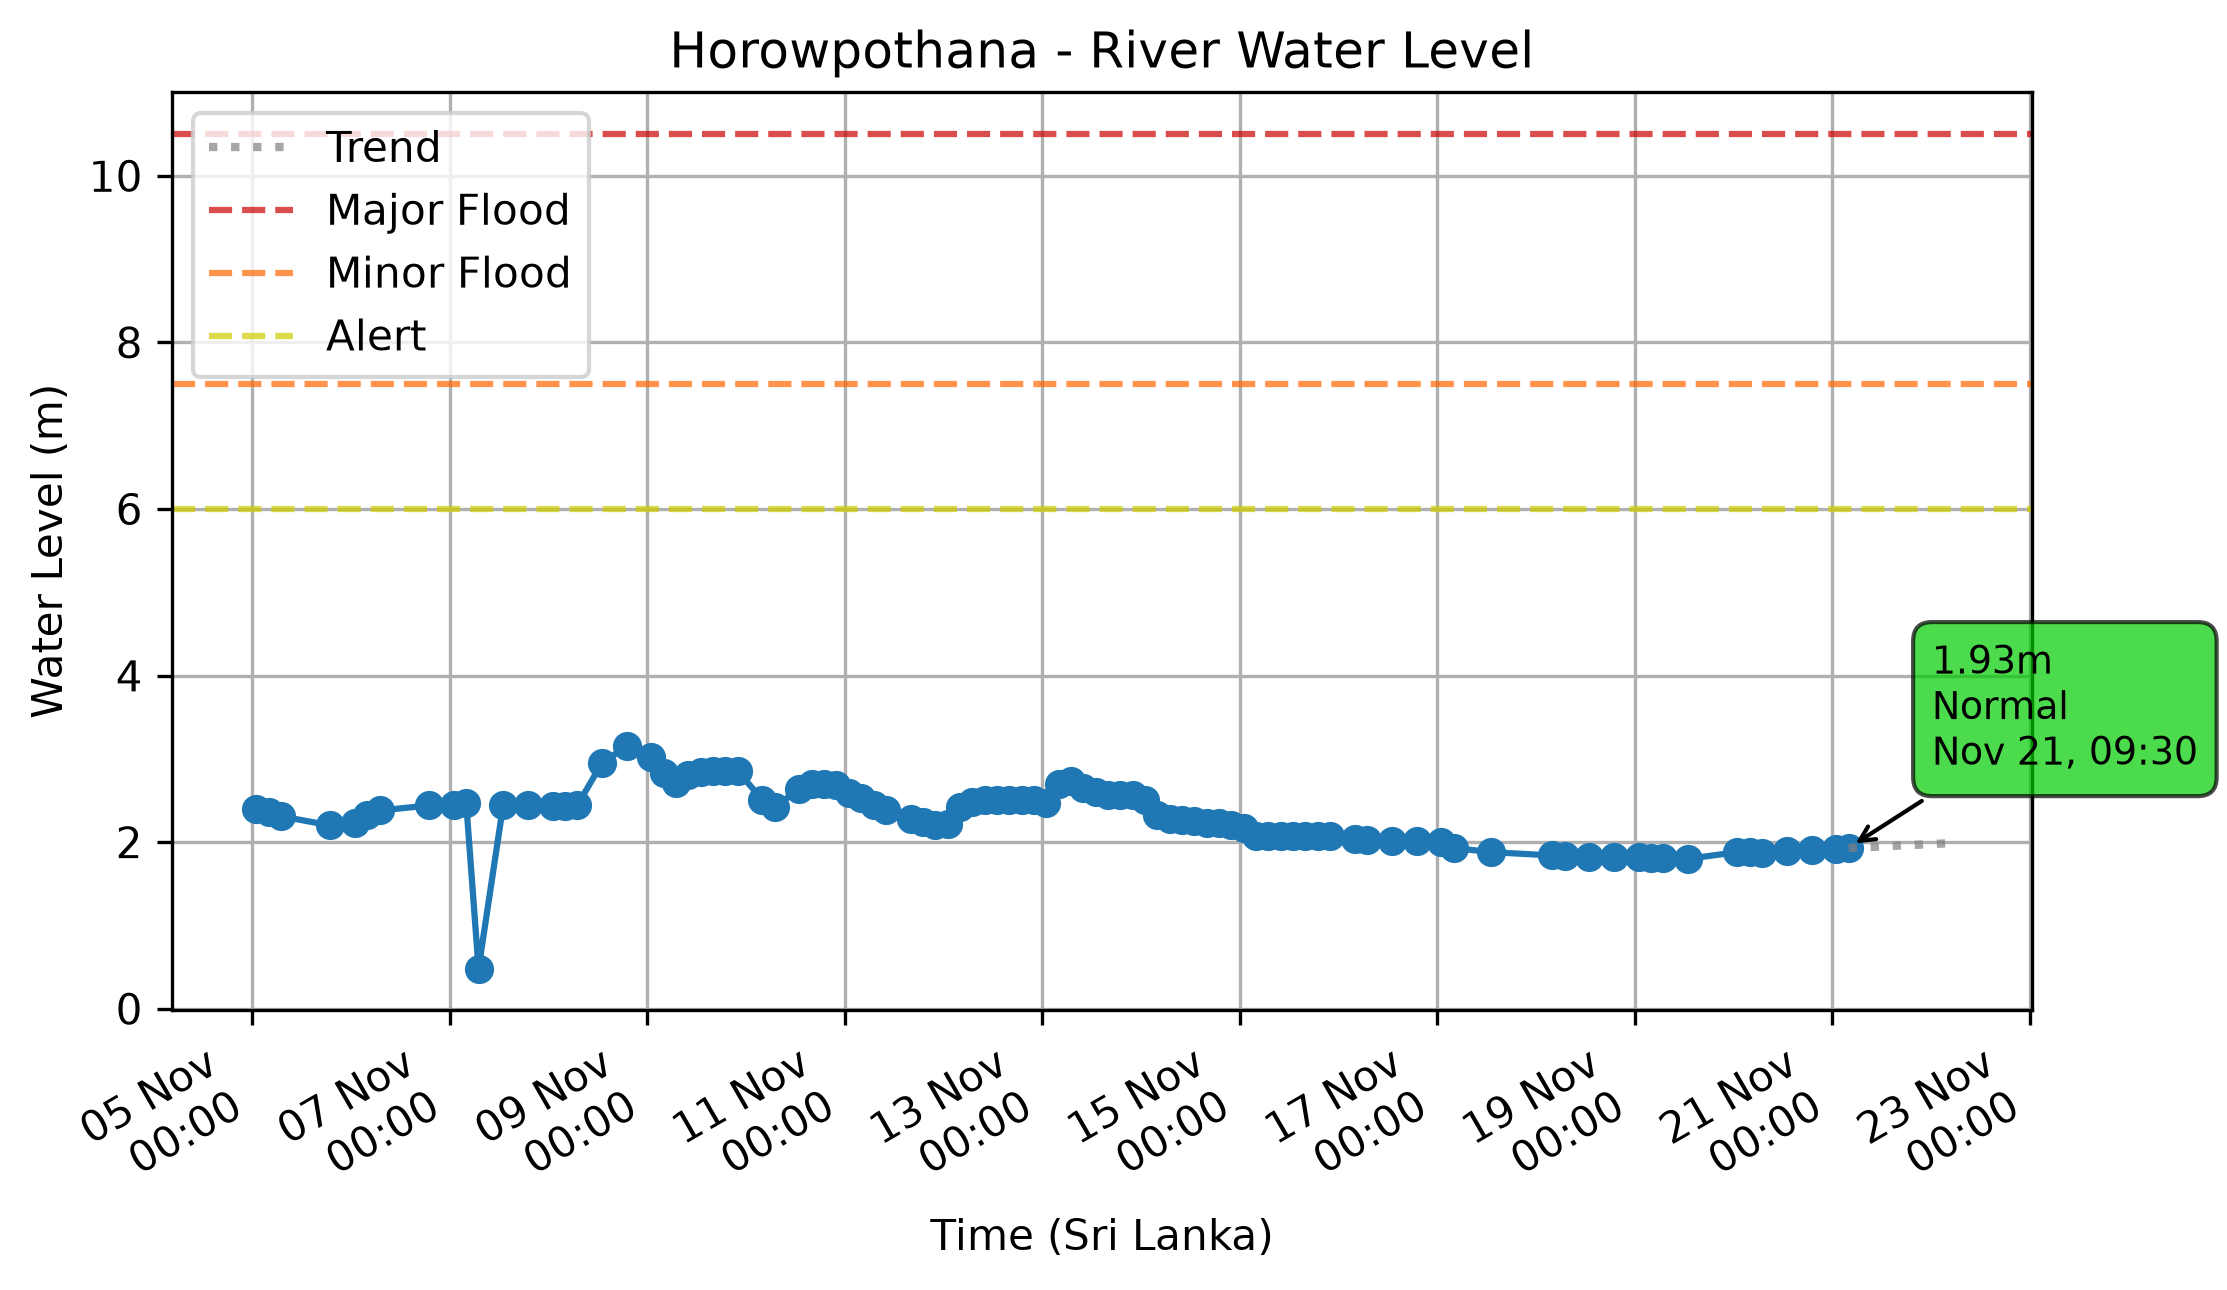 Horowpothana - River Water Level
Trend
Major Flood
Minor Flood
Alert
10
8
6
4
2
0
Water Level (m)
1.93m
Normal
Nov 21, 09:30
05 Nov
00:00
07 Nov
00:00
09 Nov
00:00
11 Nov
00:00
13 Nov
00:00
15 Nov
00:00
17 Nov
00:00
19 Nov
00:00
21 Nov
00:00
23 Nov
00:00
Time (Sri Lanka)